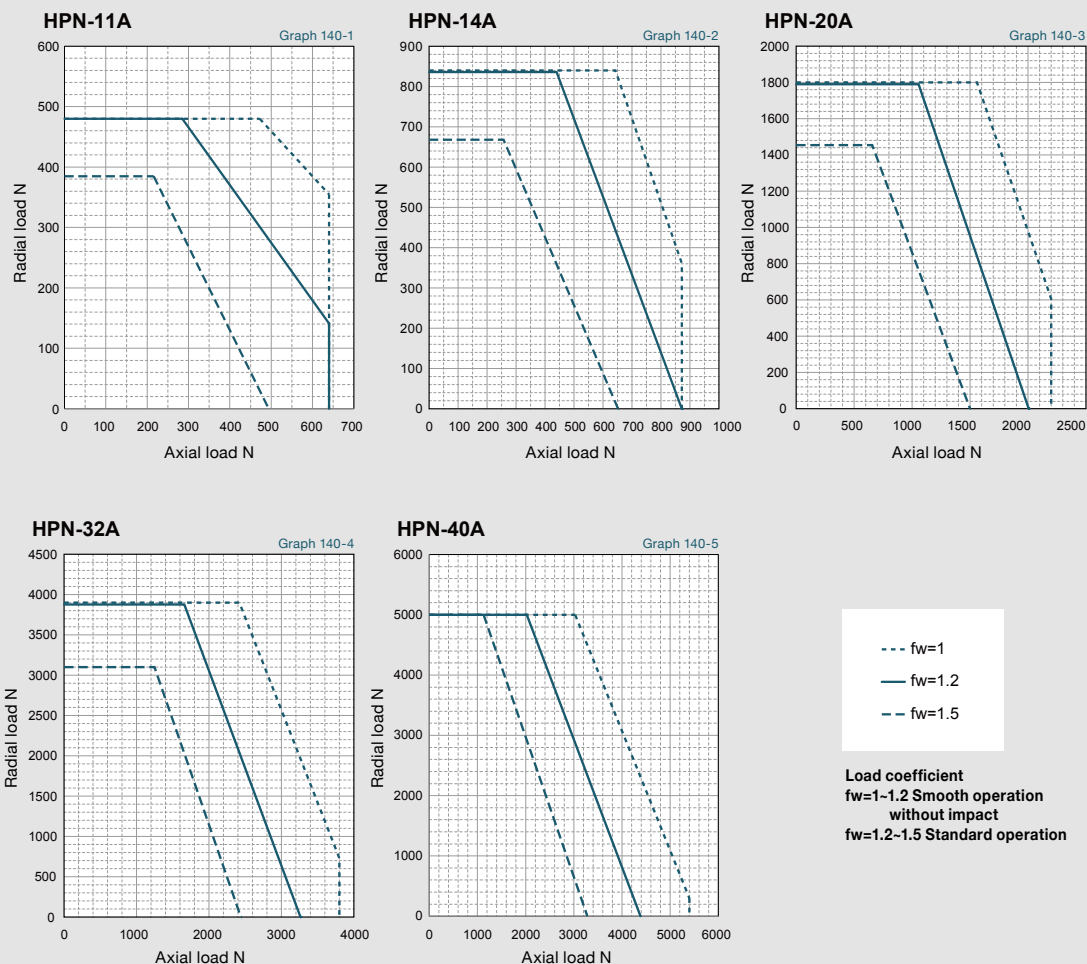 HPN-11A
Graph 140-1
600
500
400
300
200
100
0
Radial load N
0 100 200 300 400 500 600 700
Axial load N
HPN-14A
Graph 140-2
900
800
700
600
500
400
300
200
100
0
Radial load N
0 100 200 300 400 500 600 700 800 900 1000
Axial load N
HPN-20A
Graph 140-3
2000
1800
1600
1400
1200
1000
800
600
400
200
0
Radial load N
0 500 1000 1500 2000 2500
Axial load N
HPN-32A
Graph 140-4
4500
4000
3500
3000
2500
2000
1500
1000
500
0
Radial load N
0 1000 2000 3000 4000
Axial load N
HPN-40A
Graph 140-5
6000
5000
4000
3000
2000
1000
0
Radial load N
0 1000 2000 3000 4000 5000 6000
Axial load N
fw=1
fw=1.2
fw=1.5
Load coefficient
fw=1~1.2 Smooth operation
without impact
fw=1.2~1.5 Standard operation